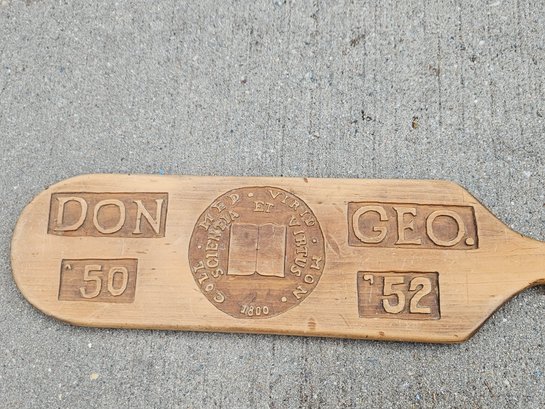 DON
'50
COLL · MED · VIRID · MON ·
SCIENTIA ET VIRTUS
1800
GEO.
'52